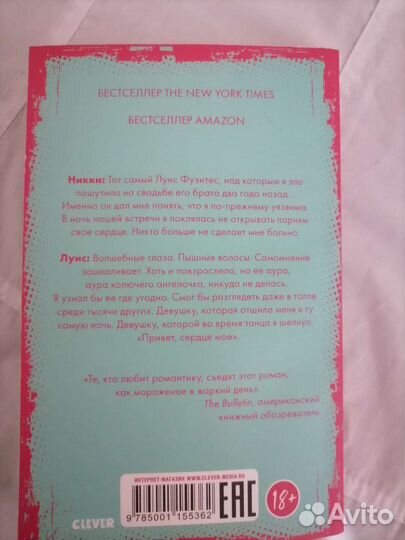 БЕСТСЕЛЛЕР THE NEW YORK TIMES
БЕСТСЕЛЛЕР AMAZON
Никки: Тот самый Луис Фуэнтес, над которым я зло
пошутила на свадьбе его брата два года назад...
Именно он дал мне понять, что я по-прежнему уязвима.
В ночь нашей встречи я поклялась не открывать парням
свое сердце. Никто больше не сделает мне больно.
Луис: Волшебные глаза. Пышные волосы. Самомнение
зашкаливает. Хоть и повзрослела, но ее аура,
аура колючего ангелочка, никуда не делась.
Я узнал бы ее где угодно. Смог бы разглядеть даже в толпе
среди тысячи других. Девушку, которая отшила меня в ту
самую ночь. Девушку, которой во время танца я шепнул:
«Привет, сердце мое».
«Те, кто любит романтику, съедят этот роман,
как мороженое в жаркий день»
The Bulletin, американский
книжный обозреватель
ИНТЕРНЕТ-МАГАЗИН WWW.CLEVER-MEDIA.RU
9 785001 155362
EAC
18+
CLEVER
Avito